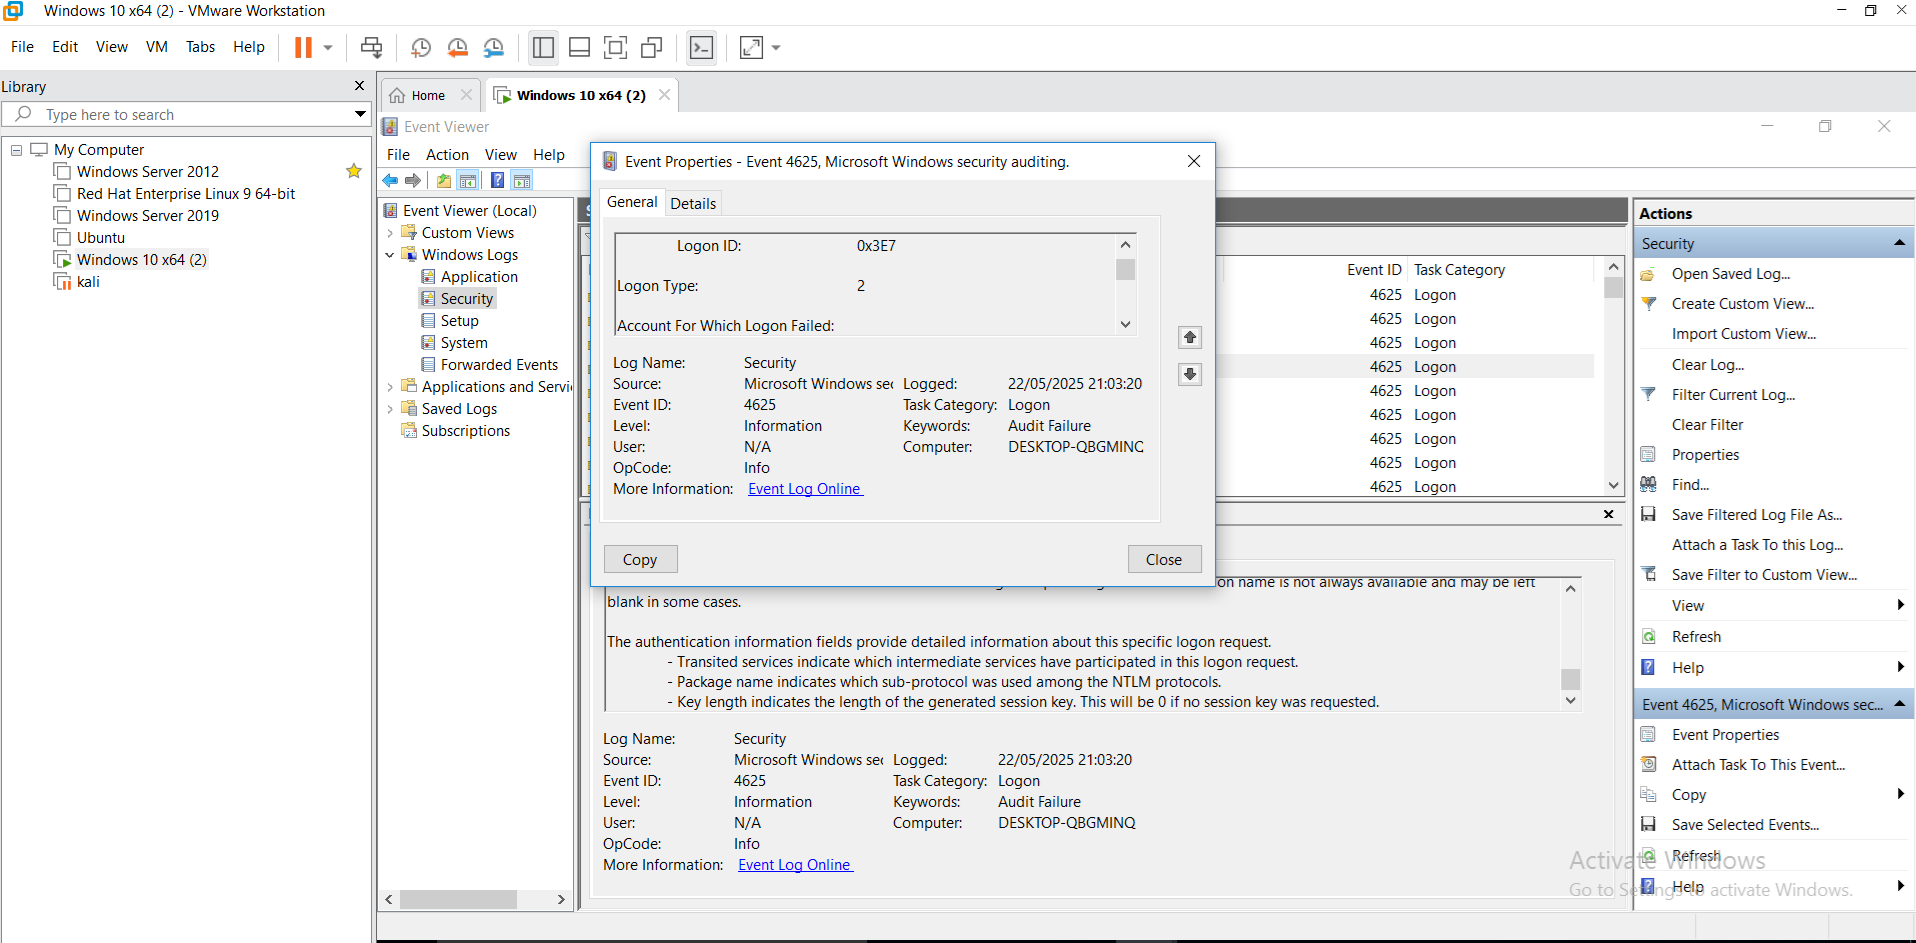 Windows 10 x64 (2) - VMware Workstation
File Edit View VM Tabs Help
Library
Type here to search
My Computer
Windows Server 2012
Red Hat Enterprise Linux 9 64-bit
Windows Server 2019
Ubuntu
Windows 10 x64 (2)
kali
Home
Windows 10 x64 (2)
Event Viewer
File Action View Help
Event Viewer (Local)
Custom Views
Windows Logs
Application
Security
Setup
System
Forwarded Events
Applications and Servi
Saved Logs
Subscriptions
Event Properties - Event 4625, Microsoft Windows security auditing.
General Details
Logon ID: 0x3E7
Logon Type: 2
Account For Which Logon Failed:
Log Name: Security
Source: Microsoft Windows sec Logged: 22/05/2025 21:03:20
Event ID: 4625 Task Category: Logon
Level: Information Keywords: Audit Failure
User: N/A Computer: DESKTOP-QBGMINQ
OpCode: Info
More Information: Event Log Online
Copy Close
Event ID Task Category
4625 Logon
4625 Logon
4625 Logon
4625 Logon
4625 Logon
4625 Logon
4625 Logon
4625 Logon
4625 Logon
on name is not always available and may be left
blank in some cases.
The authentication information fields provide detailed information about this specific logon request.
- Transited services indicate which intermediate services have participated in this logon request.
- Package name indicates which sub-protocol was used among the NTLM protocols.
- Key length indicates the length of the generated session key. This will be 0 if no session key was requested.
Log Name: Security
Source: Microsoft Windows sec Logged: 22/05/2025 21:03:20
Event ID: 4625 Task Category: Logon
Level: Information Keywords: Audit Failure
User: N/A Computer: DESKTOP-QBGMINQ
OpCode: Info
More Information: Event Log Online
Actions
Security
Open Saved Log...
Create Custom View...
Import Custom View...
Clear Log...
Filter Current Log...
Clear Filter
Properties
Find...
Save Filtered Log File As...
Attach a Task To this Log...
Save Filter to Custom View...
View
Refresh
Help
Event 4625, Microsoft Windows sec...
Event Properties
Attach Task To This Event...
Copy
Save Selected Events...
Refresh
Help
Activate Windows
Go to Settings to activate Windows.